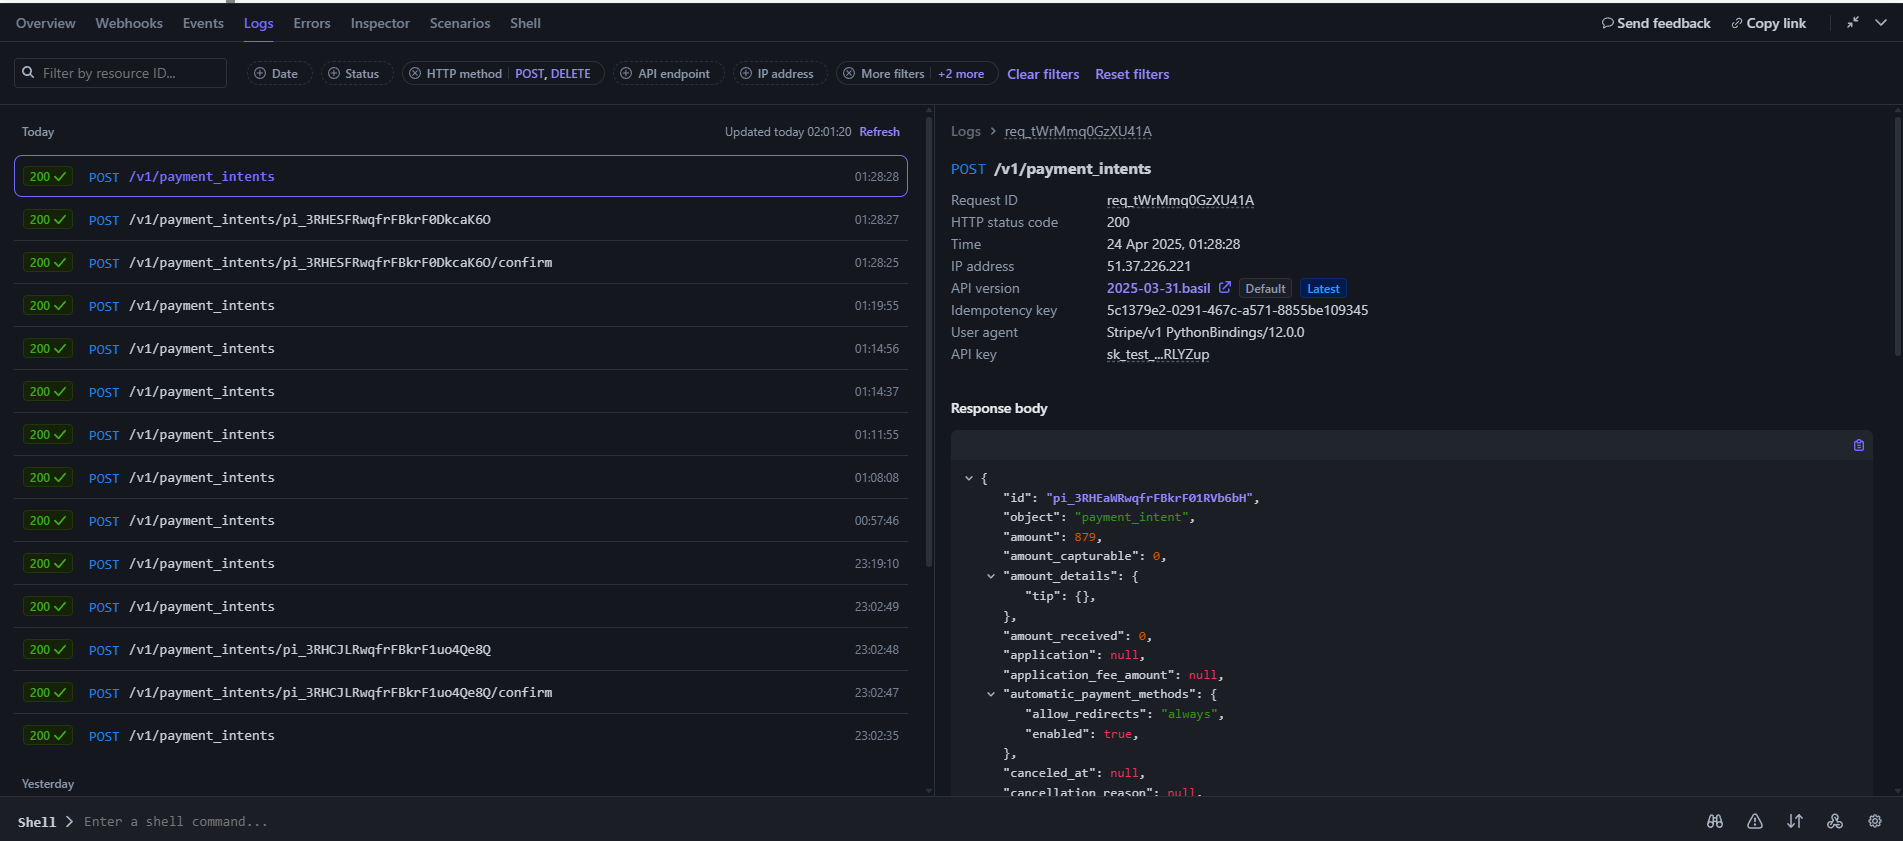 Overview Webhooks Events Logs Errors Inspector Scenarios Shell Send feedback Copy link
Filter by resource ID... Date Status HTTP method POST, DELETE API endpoint IP address More filters +2 more Clear filters Reset filters
Today Updated today 02:01:20 Refresh
200 POST /v1/payment_intents 01:28:28
200 POST /v1/payment_intents/pi_3RHESFRwqfrFBkrF0DkcaK6O 01:28:27
200 POST /v1/payment_intents/pi_3RHESFRwqfrFBkrF0DkcaK6O/confirm 01:28:25
200 POST /v1/payment_intents 01:19:55
200 POST /v1/payment_intents 01:14:56
200 POST /v1/payment_intents 01:14:37
200 POST /v1/payment_intents 01:11:55
200 POST /v1/payment_intents 01:08:08
200 POST /v1/payment_intents 00:57:46
200 POST /v1/payment_intents 23:19:10
200 POST /v1/payment_intents 23:02:49
200 POST /v1/payment_intents/pi_3RHCJLRwqfrFBkrF1uo4Qe8Q 23:02:48
200 POST /v1/payment_intents/pi_3RHCJLRwqfrFBkrF1uo4Qe8Q/confirm 23:02:47
200 POST /v1/payment_intents 23:02:35
Yesterday
Logs > req_tWrMmq0GzXU41A
POST /v1/payment_intents
Request ID req_tWrMmq0GzXU41A
HTTP status code 200
Time 24 Apr 2025, 01:28:28
IP address 51.37.226.221
API version 2025-03-31.basil Default Latest
Idempotency key 5c1379e2-0291-467c-a571-8855be109345
User agent Stripe/v1 PythonBindings/12.0.0
API key sk_test_...RLYZup
Response body
{
"id": "pi_3RHEaWRwqfrFBkrF01RVb6bH",
"object": "payment_intent",
"amount": 879,
"amount_capturable": 0,
"amount_details": {
"tip": {},
},
"amount_received": 0,
"application": null,
"application_fee_amount": null,
"automatic_payment_methods": {
"allow_redirects": "always",
"enabled": true,
},
"canceled_at": null,
"cancellation_reason": null,
Shell > Enter a shell command...